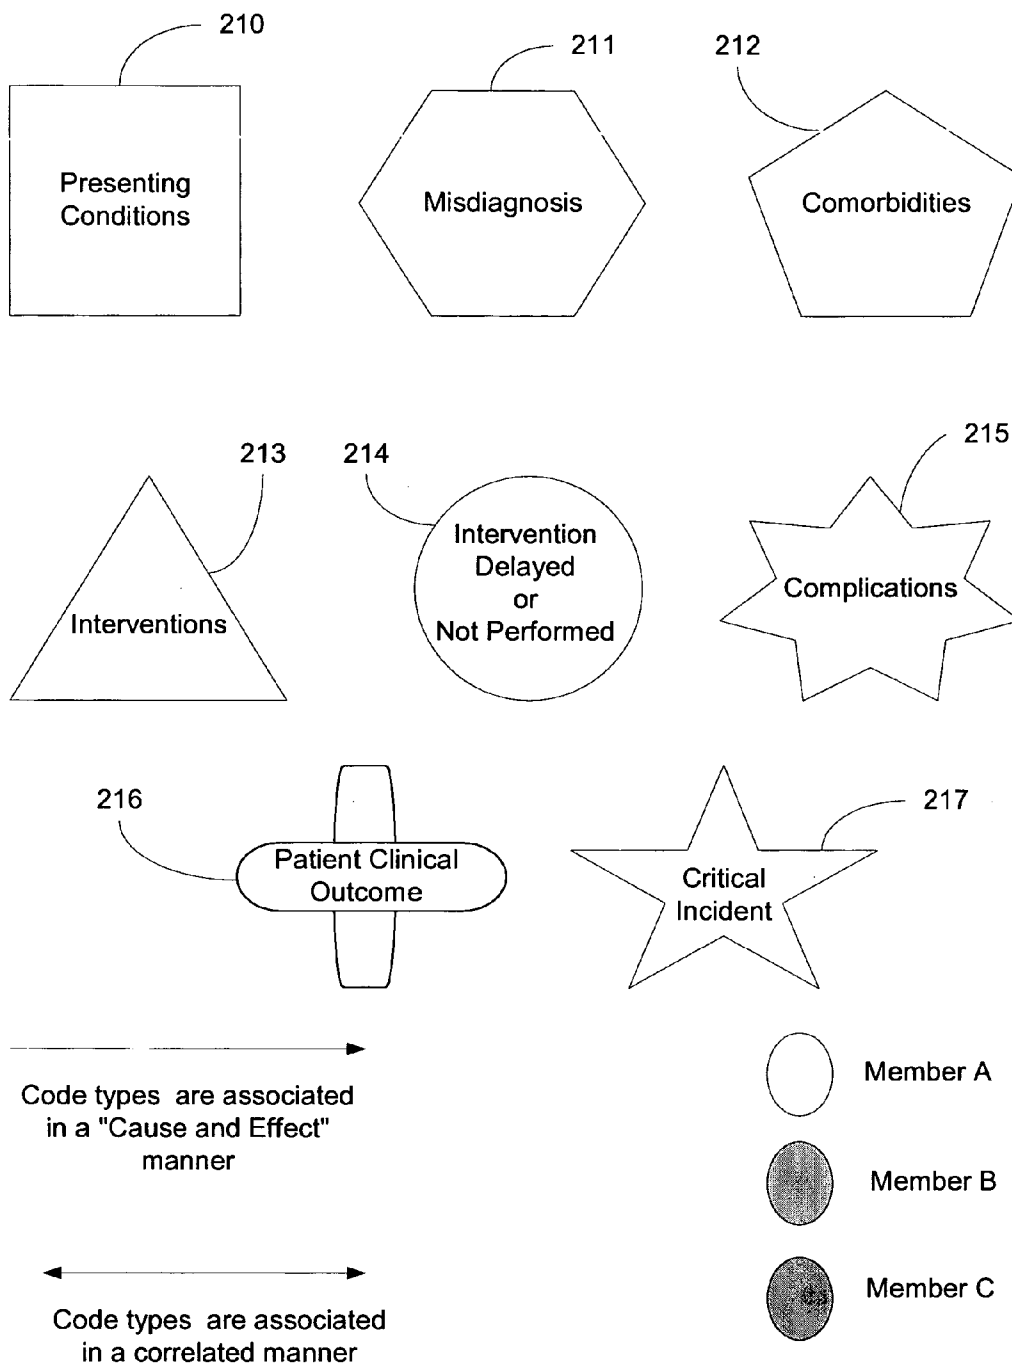 210
211
212
Presenting
Conditions
Misdiagnosis
Comorbidities
213
214
215
Interventions
Intervention
Delayed
or
Not Performed
Complications
216
217
Patient Clinical
Outcome
Critical
Incident
Code types are associated
in a "Cause and Effect"
manner
Member A
Member B
Member C
Code types are associated
in a correlated manner